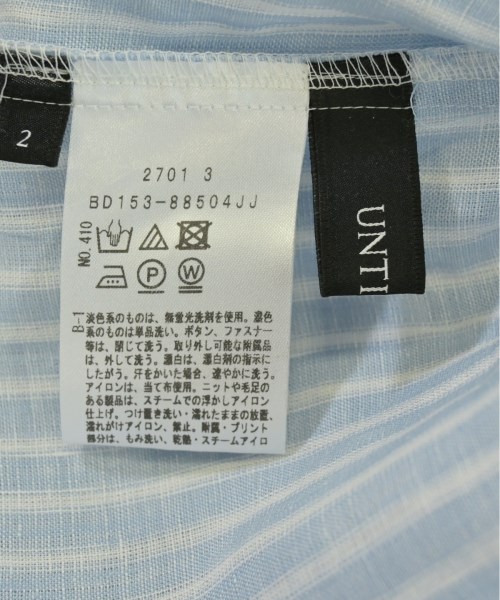 2
2701 3
BD153-88504JJ
NO.410
P
W
B-1
淡色系のものは、無蛍光洗剤を使用。濃色
系のものは単品洗い。ボタン、ファスナー
等は、閉じて洗う。取り外し可能な附属品
は、外して洗う。漂白は、漂白剤の指示に
したがう。汗をかいた場合、速やかに洗う。
アイロンは、当て布使用。ニットや毛足の
ある製品は、スチームでの浮かしアイロン
仕上げ。つけ置き洗い・濡れたままの放置、
濡れがけアイロン、禁止。附属・プリント
部分は、もみ洗い、乾熱・スチームアイロ
UNTI